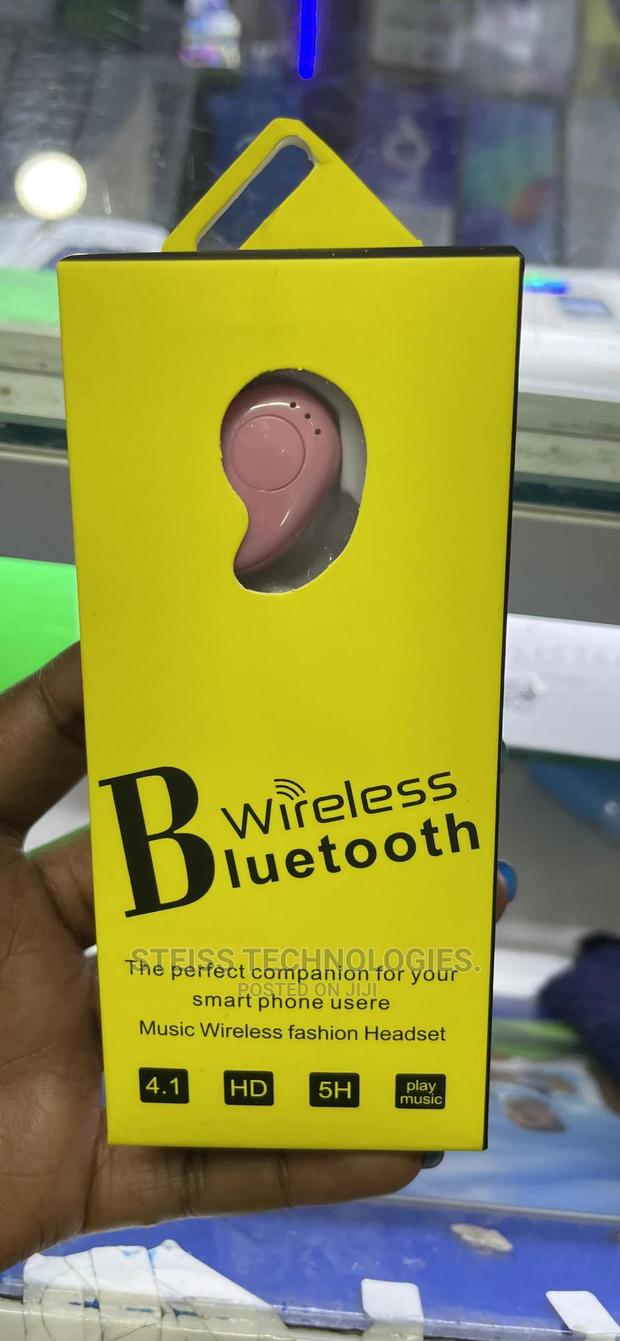 Wireless
Bluetooth
STEISS TECHNOLOGIES.
The perfect companion for your
POSTED ON JIJI
smart phone usere
Music Wireless fashion Headset
4.1 HD 5H play
music